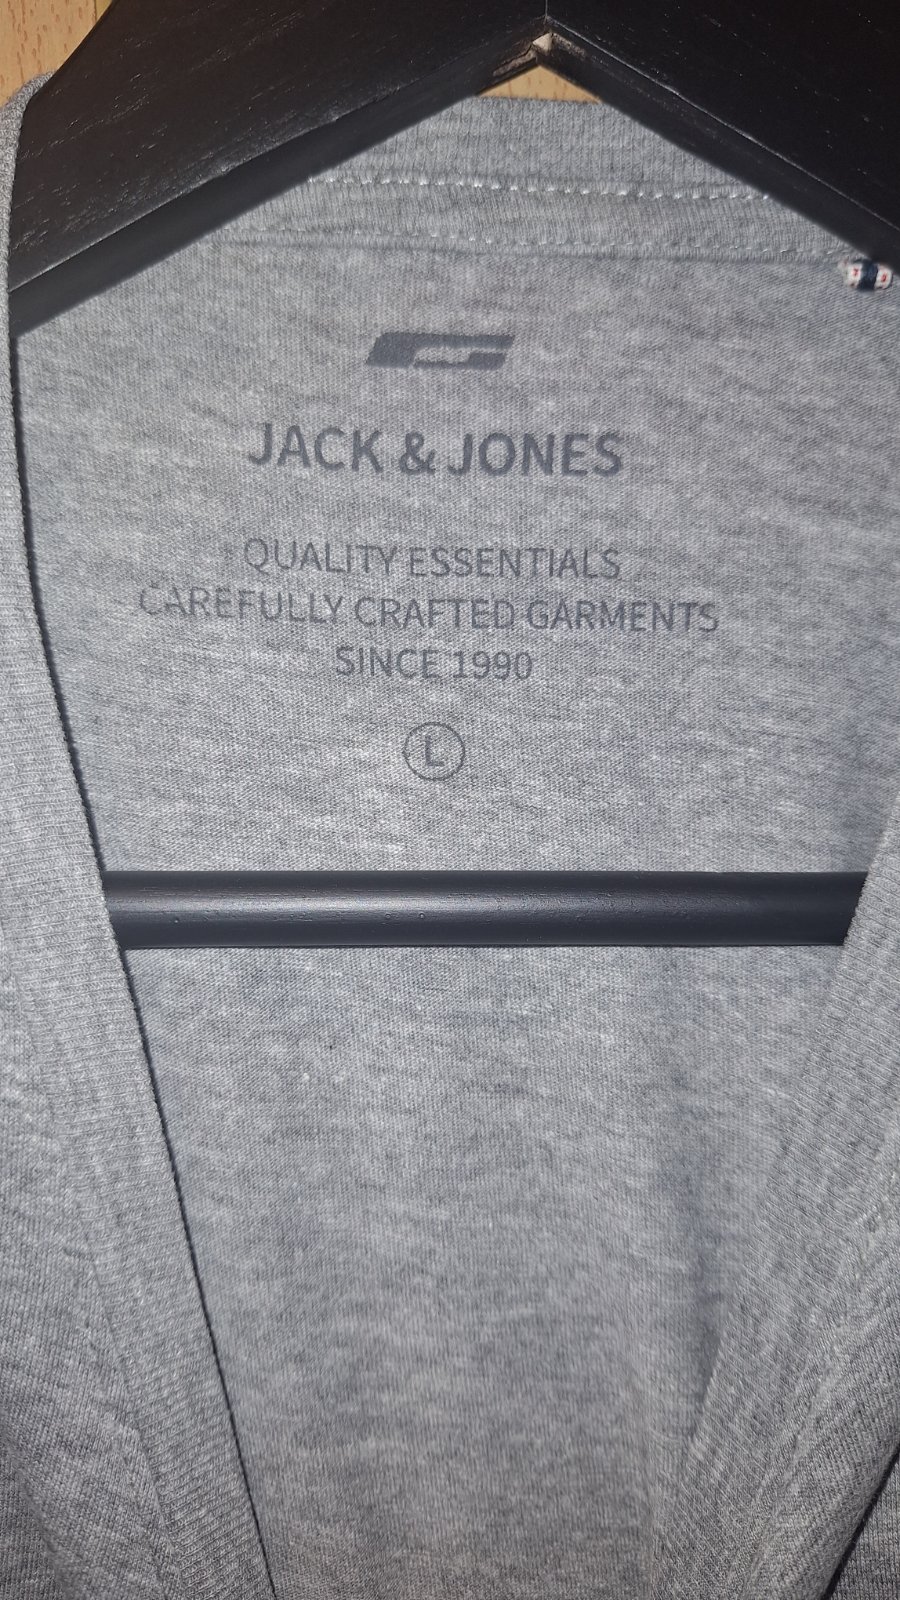 JACK & JONES
QUALITY ESSENTIALS
CAREFULLY CRAFTED GARMENTS
SINCE 1990
L